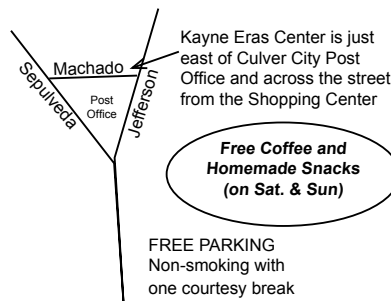 Machado
Sepulveda
Jefferson
Post
Office
Kayne Eras Center is just
east of Culver City Post
Office and across the street
from the Shopping Center
Free Coffee and
Homemade Snacks
(on Sat. & Sun)
FREE PARKING
Non-smoking with
one courtesy break